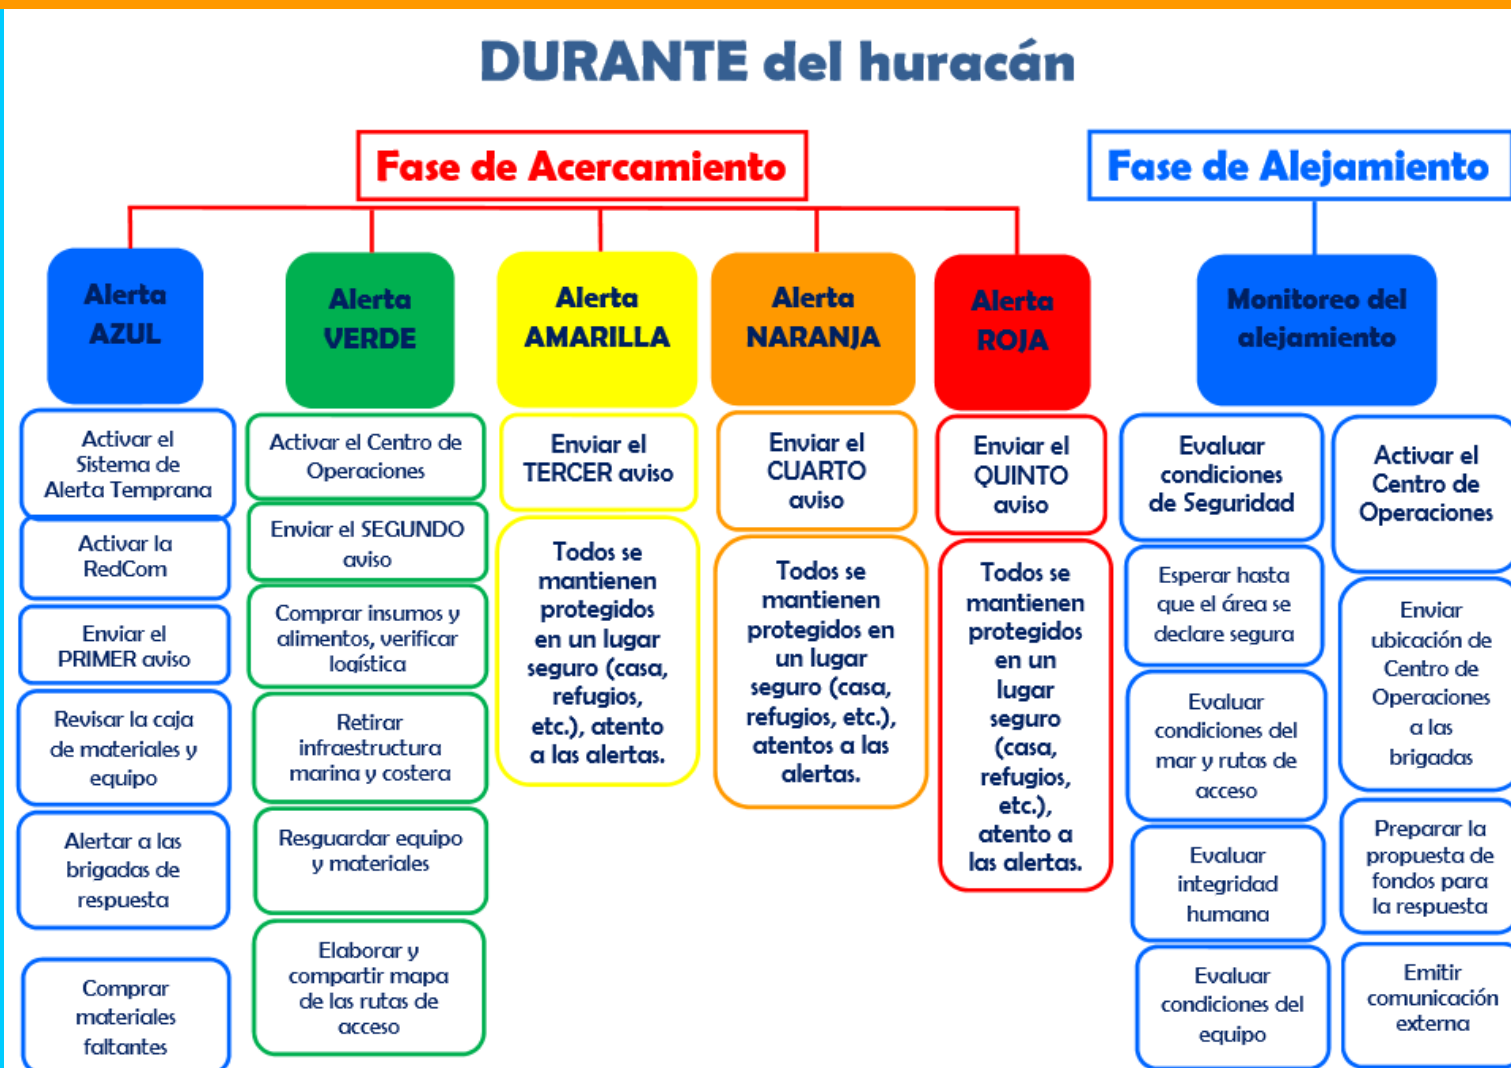 DURANTE del huracán
Fase de Acercamiento
Alerta
AZUL
Activar el
Sistema de
Alerta Temprana
Activar la
RedCom
Enviar el
PRIMER aviso
Revisar la caja
de materiales y
equipo
Alertar a las
brigadas de
respuesta
Comprar
materiales
faltantes
Alerta
VERDE
Activar el Centro de
Operaciones
Enviar el SEGUNDO
aviso
Comprar insumos y
alimentos, verificar
logística
Retirar
infraestructura
marina y costera
Resguardar equipo
y materiales
Elaborar y
compartir mapa
de las rutas de
acceso
Alerta
AMARILLA
Enviar el
TERCER aviso
Todos se
mantienen
protegidos
en un lugar
seguro (casa,
refugios,
etc.), atento
a las alertas.
Alerta
NARANJA
Enviar el
CUARTO
aviso
Todos se
mantienen
protegidos en
un lugar
seguro (casa,
refugios, etc.),
atentos a las
alertas.
Alerta
ROJA
Enviar el
QUINTO
aviso
Todos se
mantienen
protegidos
en un
lugar
seguro
(casa,
refugios,
etc.),
atento a
las alertas.
Fase de Alejamiento
Monitoreo del
alejamiento
Evaluar
condiciones
de Seguridad
Esperar hasta
que el área se
declare segura
Evaluar
condiciones del
mar y rutas de
acceso
Evaluar
integridad
humana
Evaluar
condiciones del
equipo
Activar el
Centro de
Operaciones
Enviar
ubicación de
Centro de
Operaciones
a las
brigadas
Preparar la
propuesta de
fondos para
la respuesta
Emitir
comunicación
externa